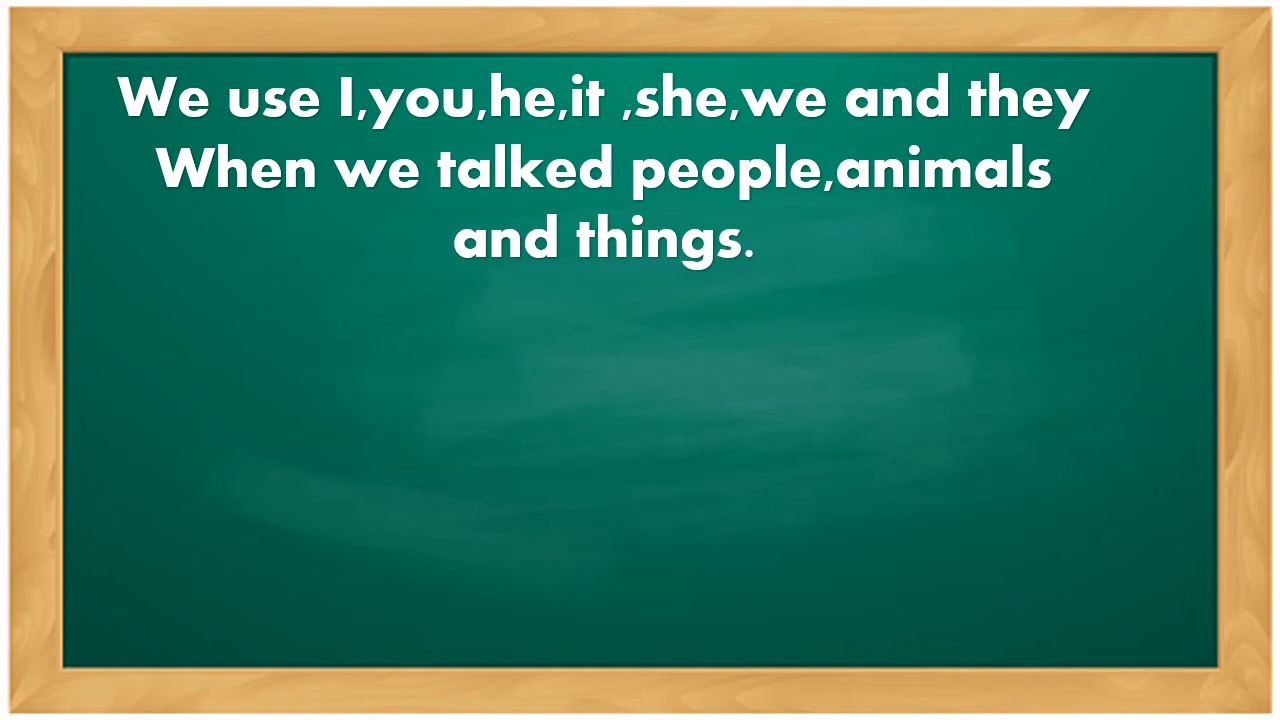 We use I,you,he,it ,she,we and they
When we talked people,animals
and things.